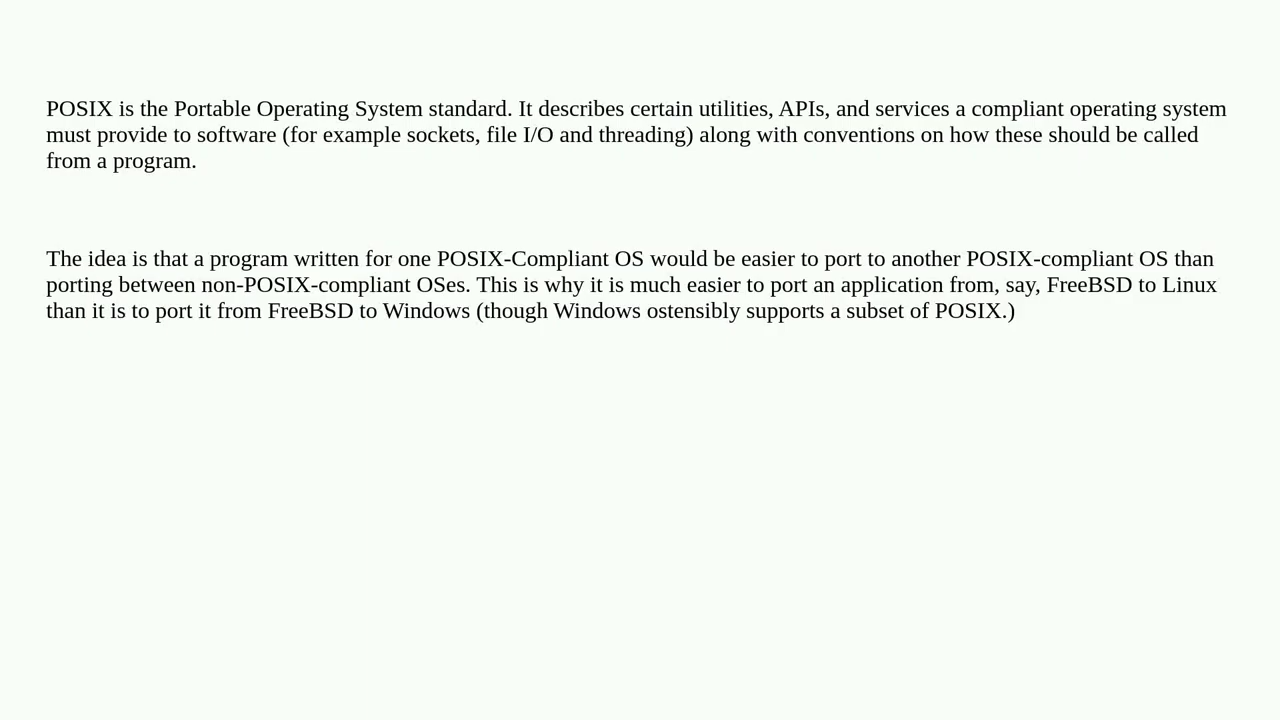 POSIX is the Portable Operating System standard. It describes certain utilities, APIs, and services a compliant operating system
must provide to software (for example sockets, file I/O and threading) along with conventions on how these should be called
from a program.
The idea is that a program written for one POSIX-Compliant OS would be easier to port to another POSIX-compliant OS than
porting between non-POSIX-compliant OSes. This is why it is much easier to port an application from, say, FreeBSD to Linux
than it is to port it from FreeBSD to Windows (though Windows ostensibly supports a subset of POSIX.)